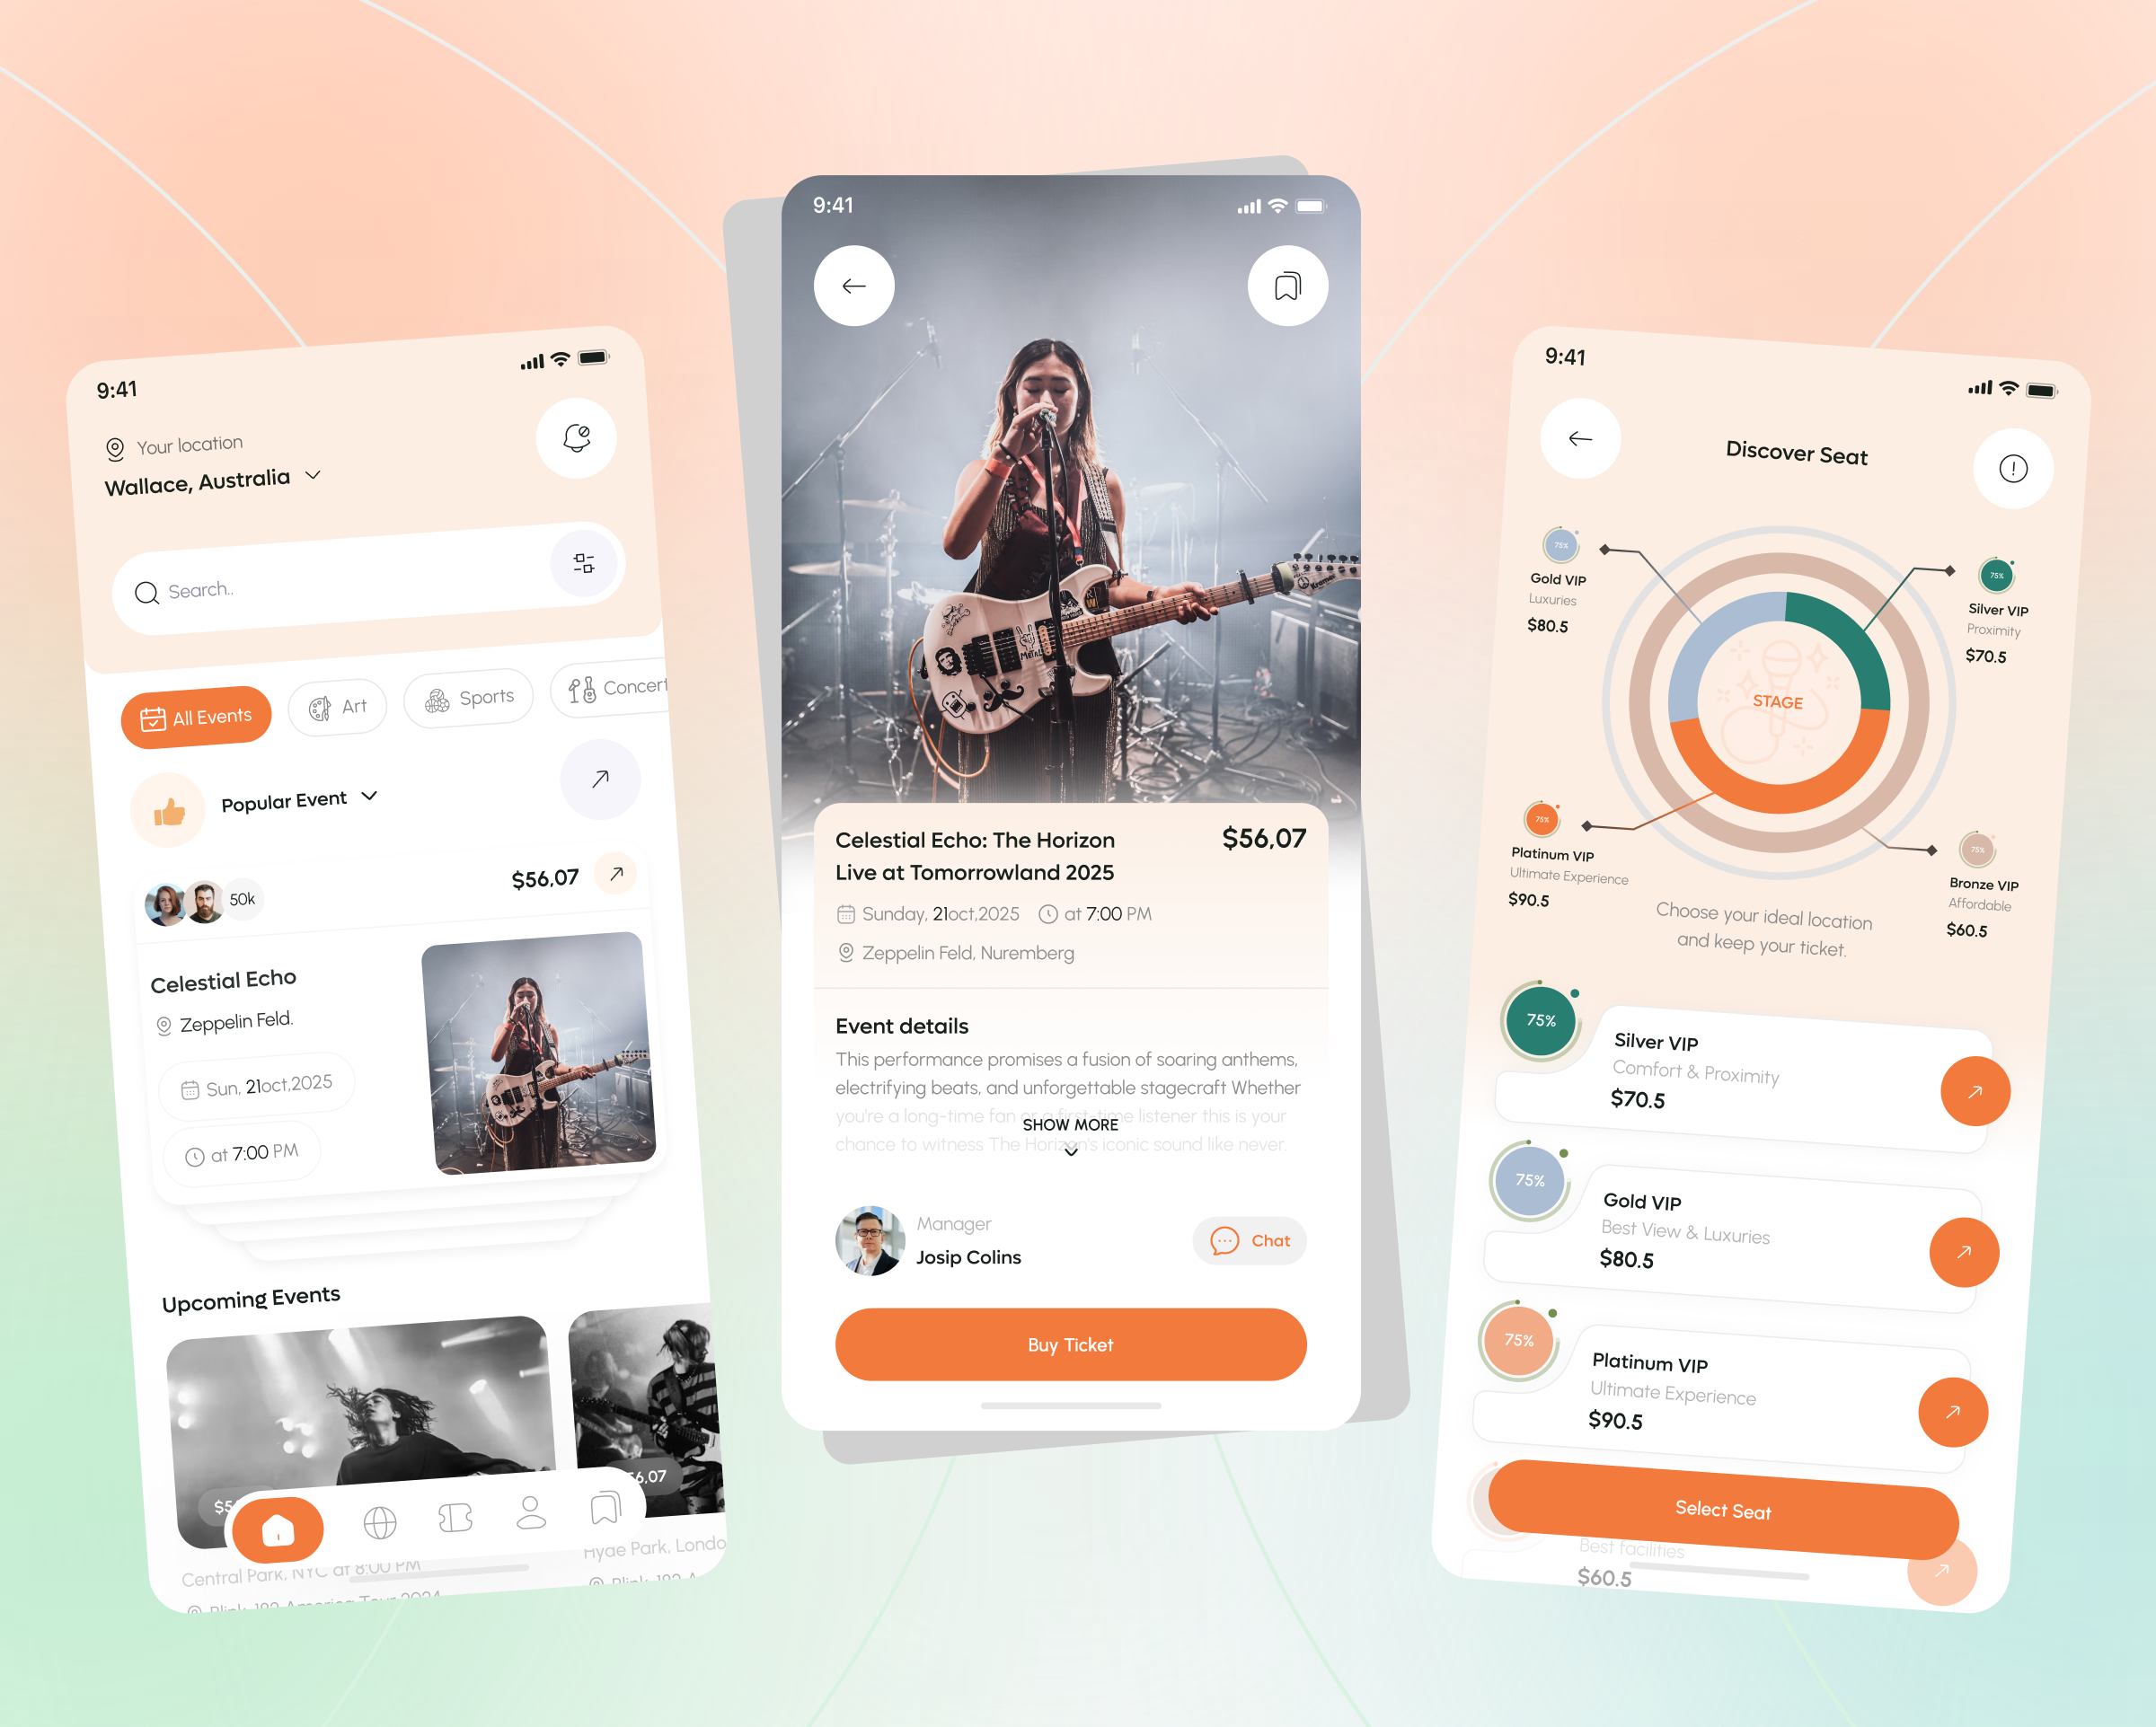 9:41
Your location
Wallace, Australia
Search..
All Events
Art
Sports
Concert
Popular Event
50k
$56,07
Celestial Echo
Zeppelin Feld.
Sun, 21oct,2025
at 7:00 PM
Upcoming Events
Central Park, NYC at 8:00 PM
Hyde Park, Londo
Blink-182 America Tour 2024
Blink-182 A
9:41
Celestial Echo: The Horizon
Live at Tomorrowland 2025
$56,07
Sunday, 21oct,2025 at 7:00 PM
Zeppelin Feld, Nuremberg
Event details
This performance promises a fusion of soaring anthems,
electrifying beats, and unforgettable stagecraft Whether
you're a long-time fan or a first-time listener this is your
SHOW MORE
chance to witness The Horizon's iconic sound like never.
Manager
Josip Colins
Chat
Buy Ticket
9:41
Discover Seat
75%
Gold VIP
Luxuries
$80.5
75%
Silver VIP
Proximity
$70.5
STAGE
75%
Platinum VIP
Ultimate Experience
$90.5
75%
Bronze VIP
Affordable
$60.5
Choose your ideal location
and keep your ticket.
75%
Silver VIP
Comfort & Proximity
$70.5
75%
Gold VIP
Best View & Luxuries
$80.5
75%
Platinum VIP
Ultimate Experience
$90.5
Select Seat
Best facilities
$60.5